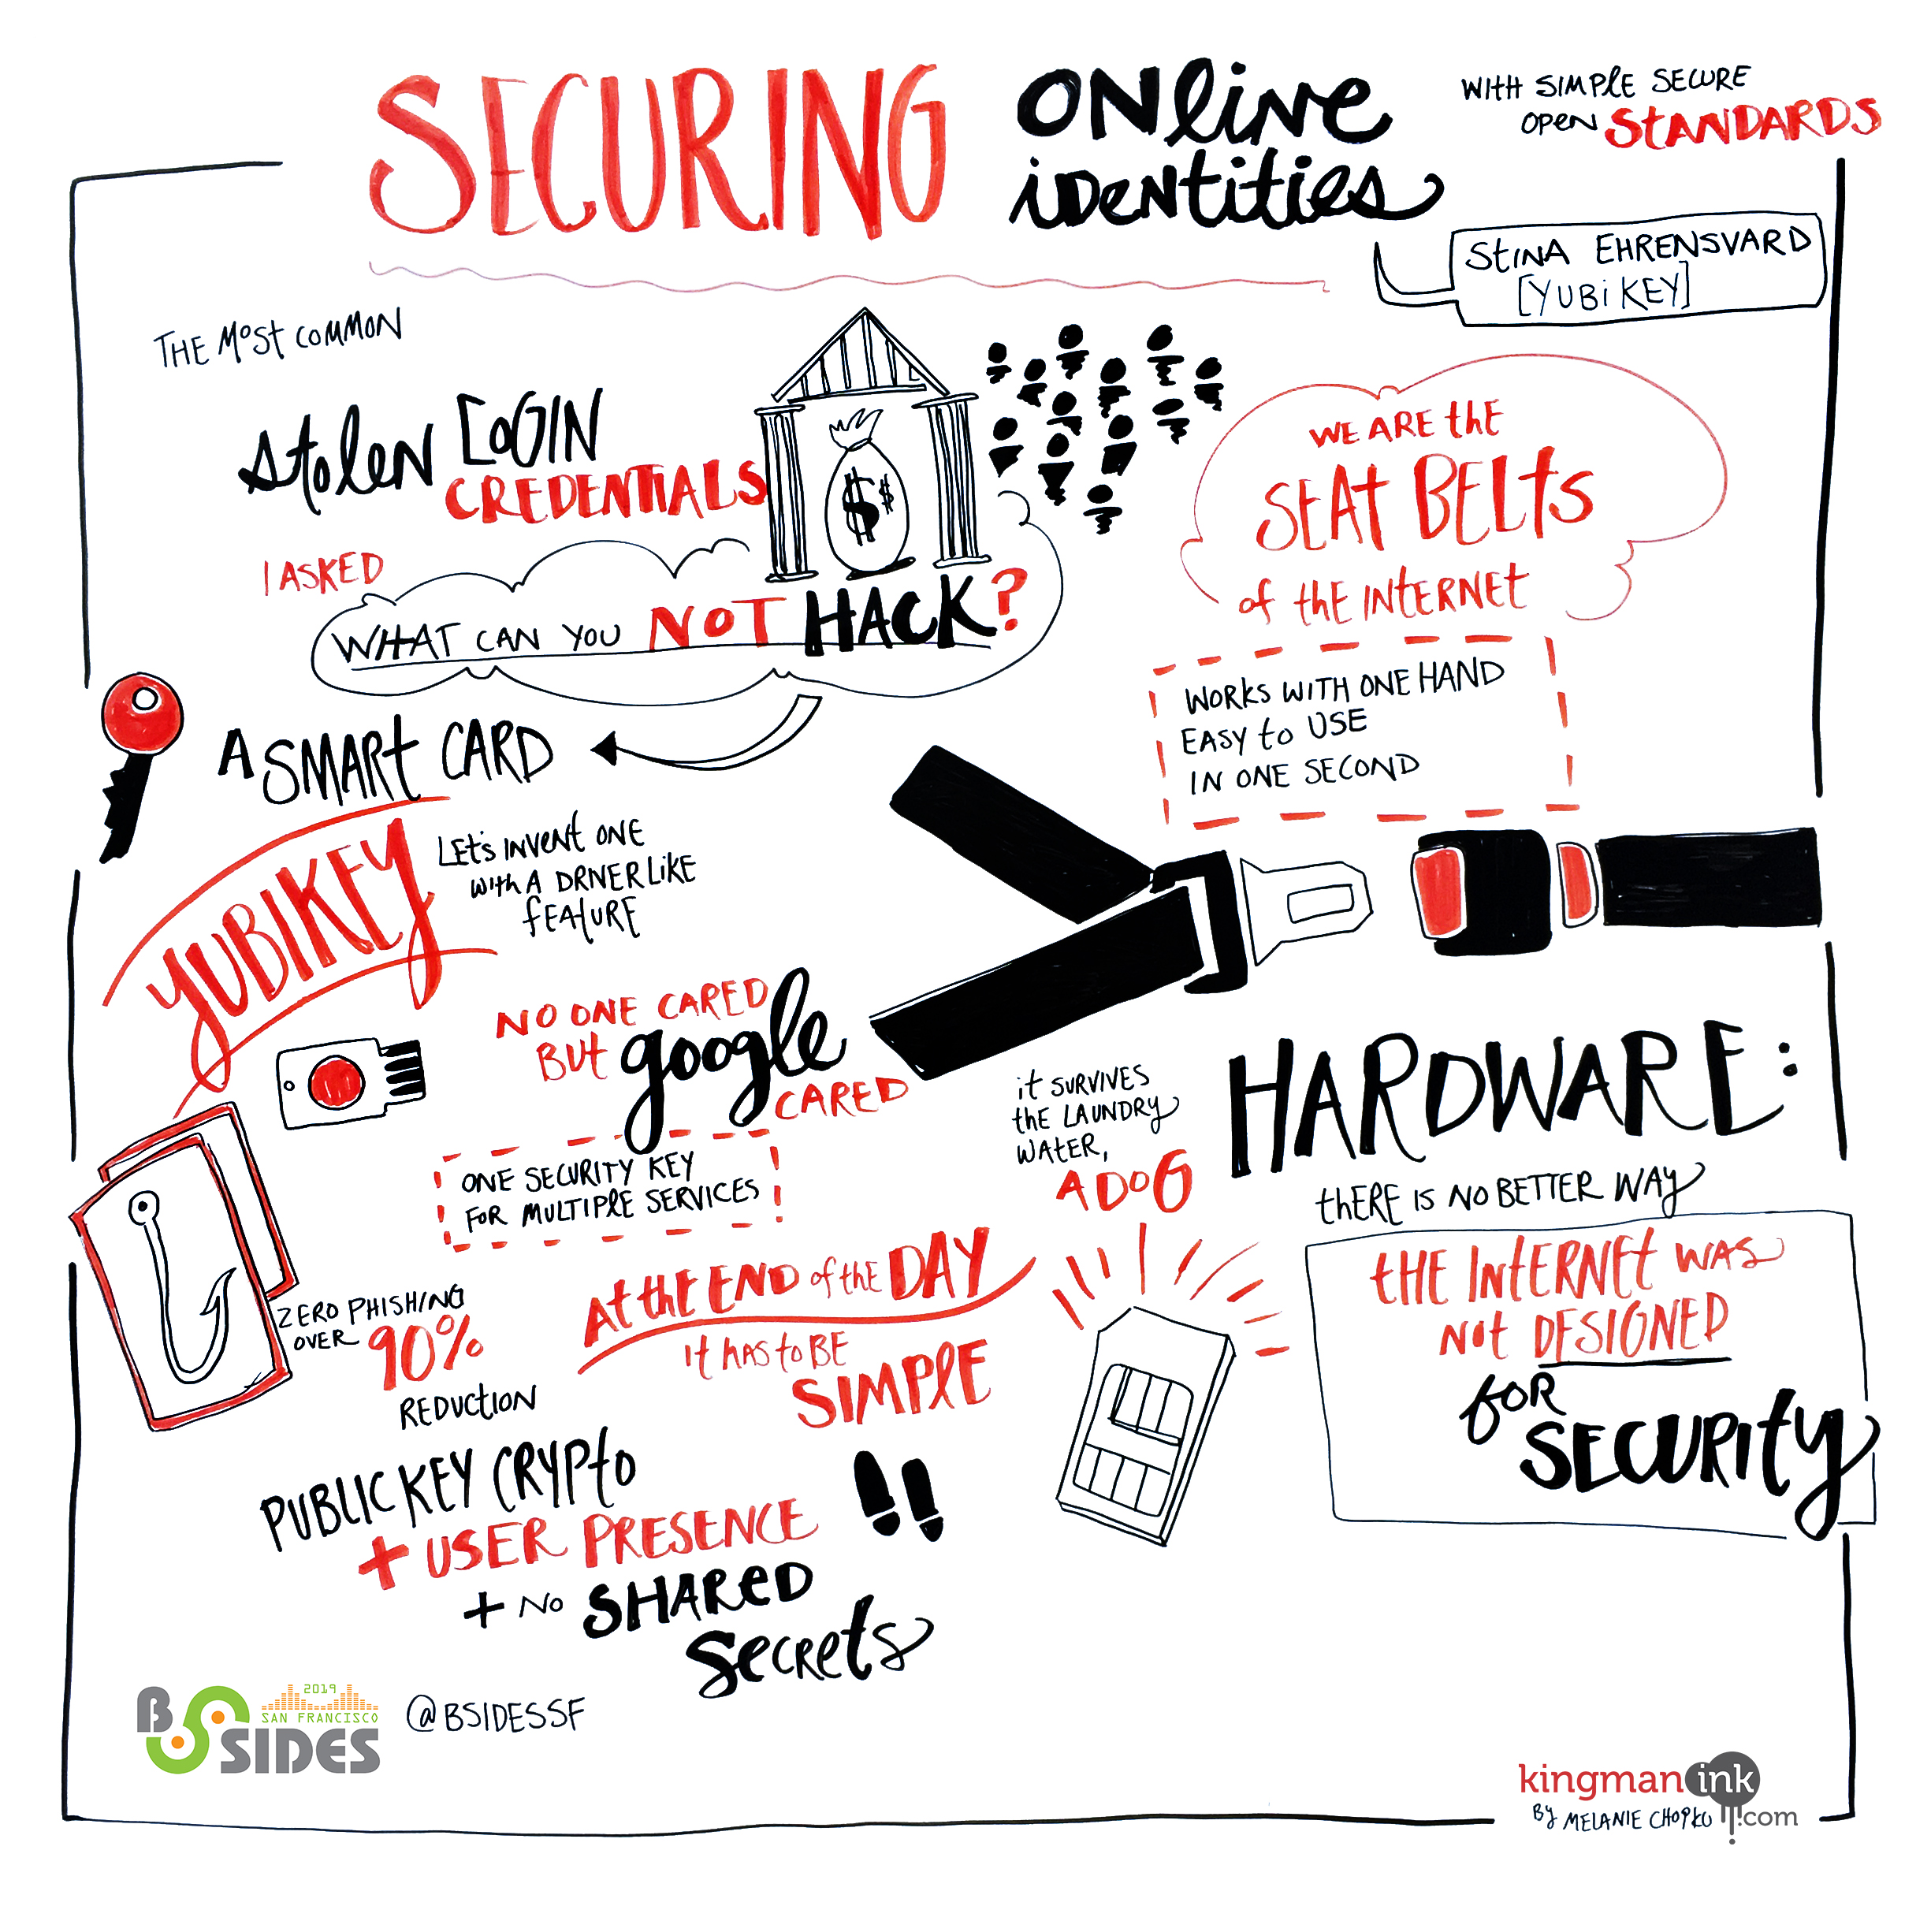 SECURING
ONline
identities
WITH SIMPLE SECURE
OPEN STANDARDS
STINA EHRENSVARD
[YUBiKEY]
THE MOST COMMON
Stolen LOGIN
CREDENTIALS
I ASKED
WHAT CAN YOU NOT HACK?
$$
WE ARE the
SEAT BELTS
of the INTERNET
WORKS WITH ONE HAND
EASY to USE
IN ONE SECOND
A SMARt CARD
YUBIKEY
LEt's INVENt ONE
with A DRNER LIKE
fEAtURE
NO ONE CARED
BUt google
CARED
ONE SECURITY KEY
FOR MULTIPLE SERVICES
it SURVIVES
the LAUNDRY
WATER,
A DOG
HARDWARE:
thERE IS NO BETTER WAY
tHE INtERNEt WAS
Not DESIGNED
foR
SECURITY
ZERO PHISHING
OVER 90%
REDUCTION
At thE END of thE DAY
It HAS to BE
SIMPLE
PUBLIC KEY CRYPtO
+ USER PRESENCE
+ NO SHARED
Secrets
2019
SAN FRANCISCO
B SIDES
@BSIDESSF
kingman ink
By MELANIE CHOPKO .com